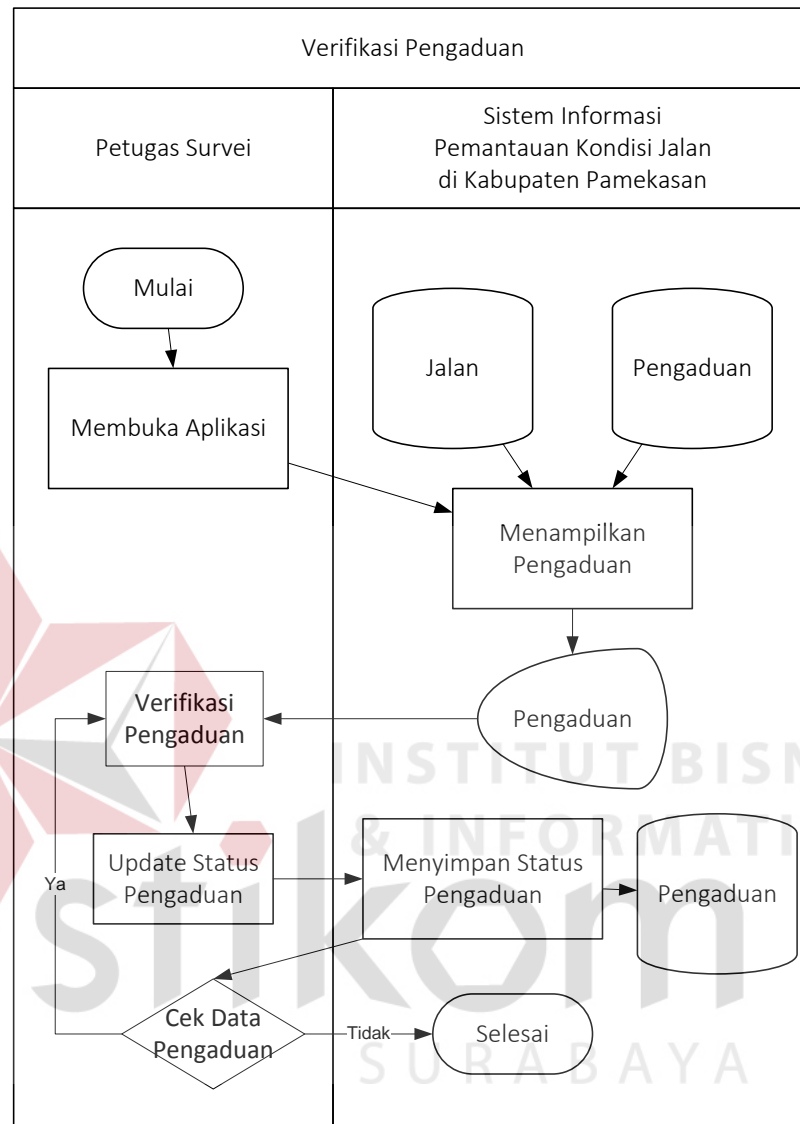 Verifikasi Pengaduan
Petugas Survei
Sistem Informasi
Pemantauan Kondisi Jalan
di Kabupaten Pamekasan
Mulai
Jalan
Pengaduan
Membuka Aplikasi
Menampilkan
Pengaduan
Verifikasi
Pengaduan
Pengaduan
INSTITUT BISN
& INFORMATI
Update Status
Pengaduan
Menyimpan Status
Pengaduan
Pengaduan
Ya
stikom
Cek Data
Pengaduan
Tidak
Selesai
SURABAYA